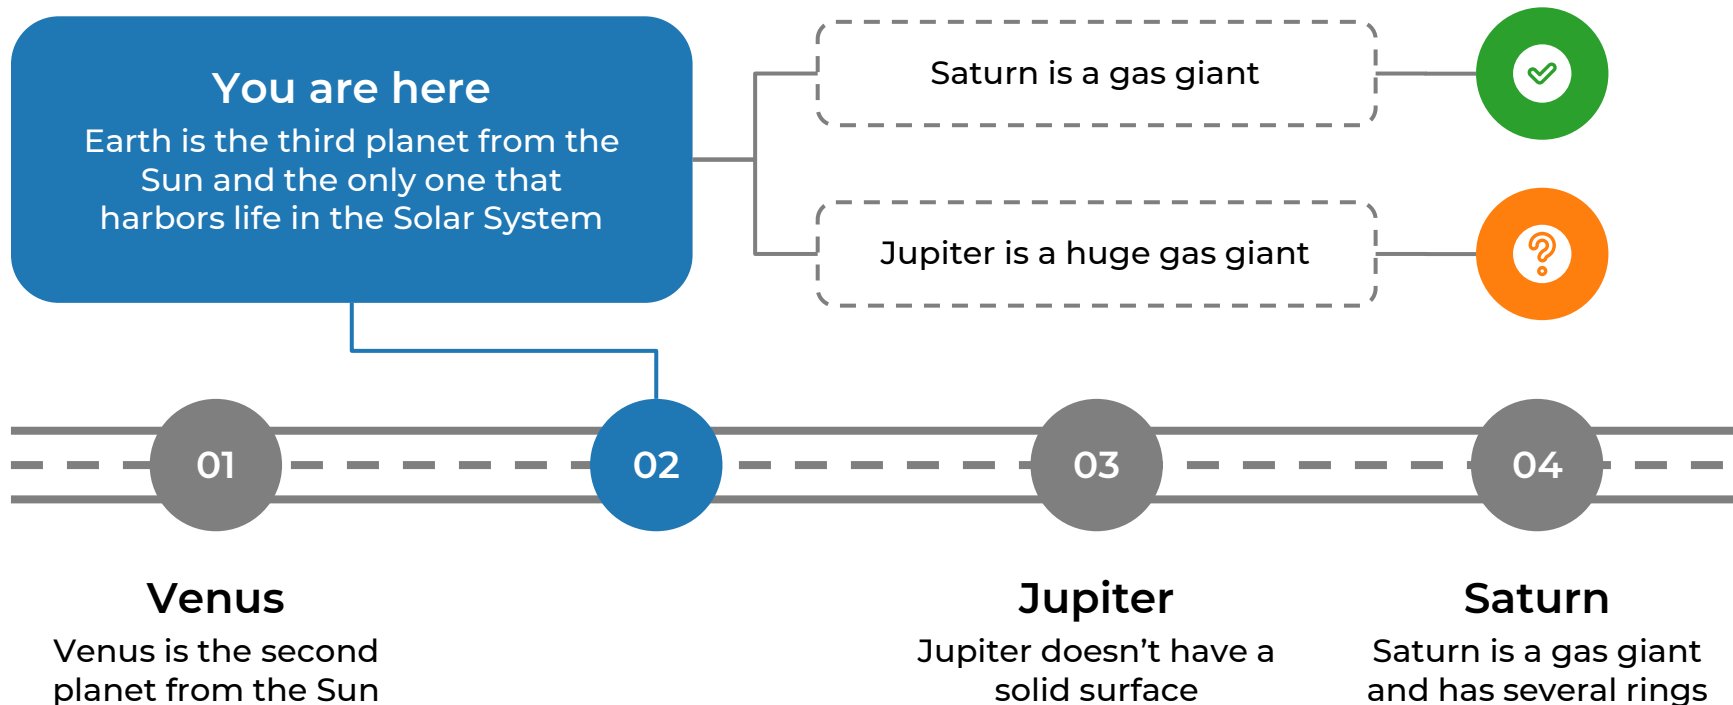 You are here
Earth is the third planet from the
Sun and the only one that
harbors life in the Solar System
Saturn is a gas giant
Jupiter is a huge gas giant
?
01
02
03
04
Venus
Venus is the second
planet from the Sun
Jupiter
Jupiter doesn’t have a
solid surface
Saturn
Saturn is a gas giant
and has several rings